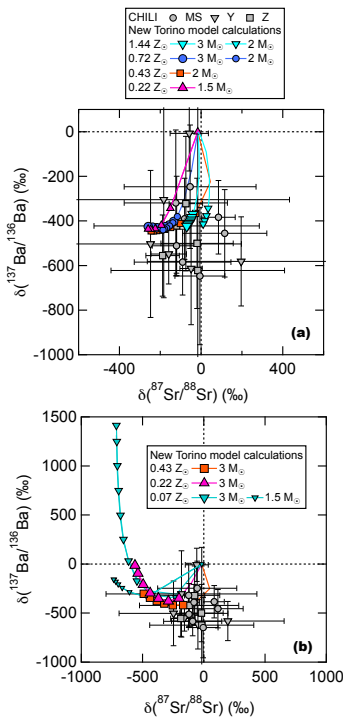 CHILI MS Y Z
New Torino model calculations
1.44 Z⊙ 3 M⊙ 2 M⊙
0.72 Z⊙ 3 M⊙ 2 M⊙
0.43 Z⊙ 2 M⊙
0.22 Z⊙ 1.5 M⊙
0
-200
-400
-600
-800
-1000
δ(¹³⁷Ba/¹³⁶Ba) (‰)
(a)
-400 0 400
δ(⁸⁷Sr/⁸⁸Sr) (‰)
1500
1000
500
0
-500
-1000
δ(¹³⁷Ba/¹³⁶Ba) (‰)
New Torino model calculations
0.43 Z⊙ 3 M⊙
0.22 Z⊙ 3 M⊙
0.07 Z⊙ 3 M⊙ 1.5 M⊙
(b)
-1000 -500 0 500 1000
δ(⁸⁷Sr/⁸⁸Sr) (‰)